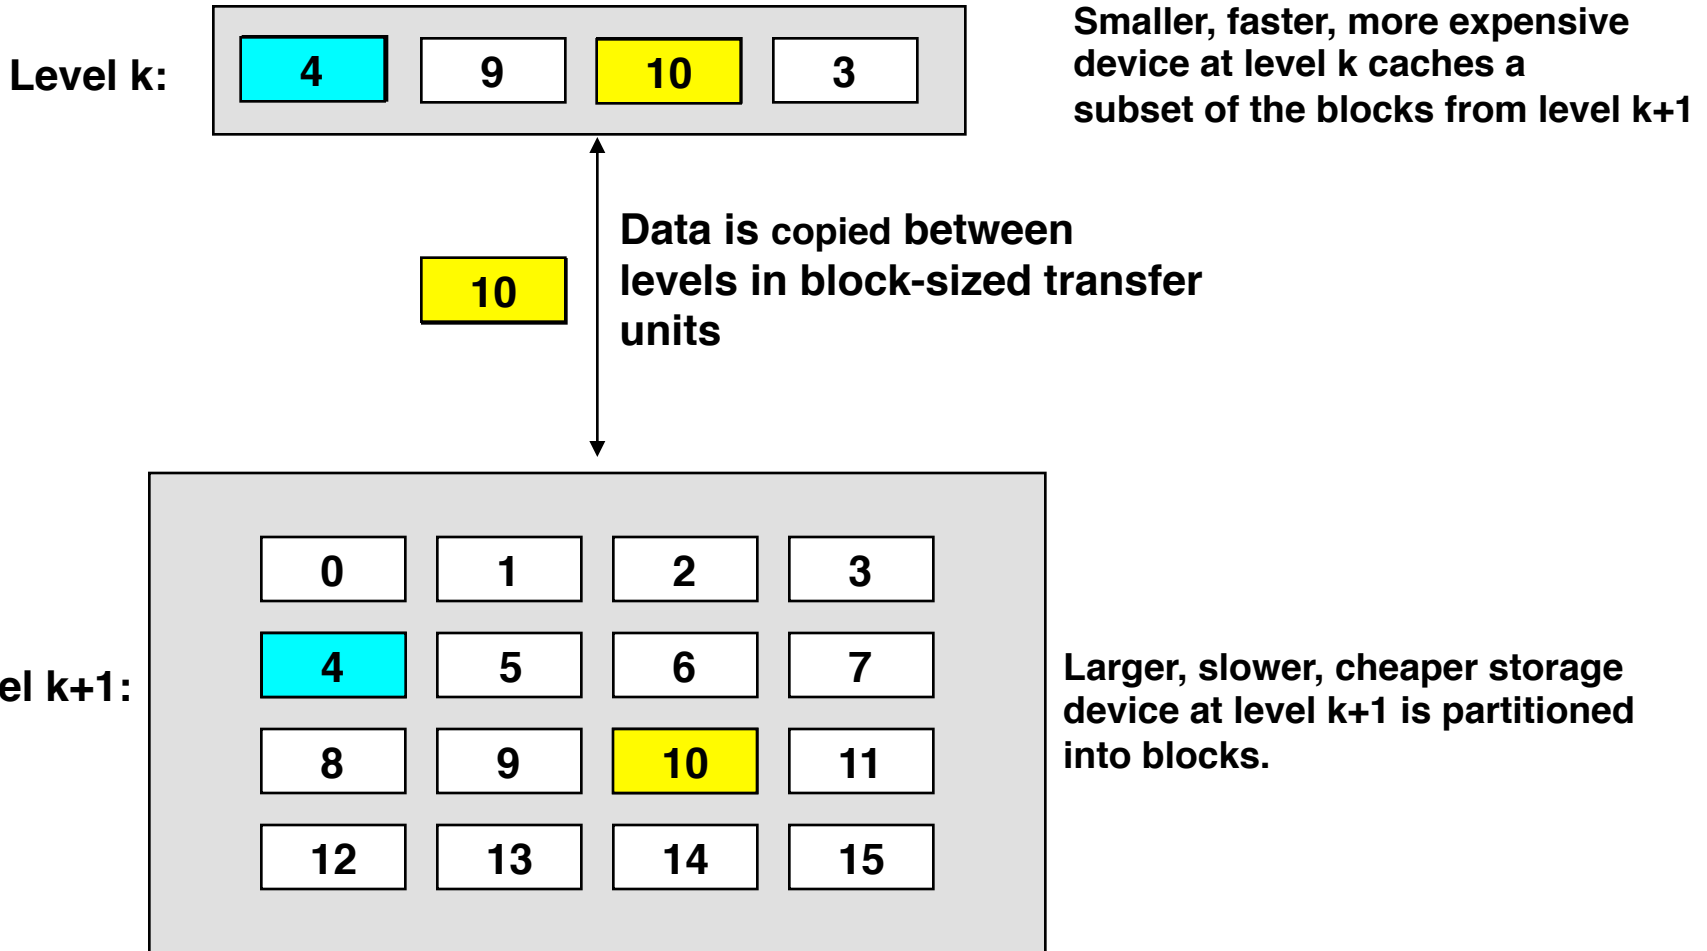 Smaller, faster, more expensive
device at level k caches a
subset of the blocks from level k+1
Level k:
4 9 10 3
Data is copied between
levels in block-sized transfer
units
10
0 1 2 3
4 5 6 7
8 9 10 11
12 13 14 15
el k+1:
Larger, slower, cheaper storage
device at level k+1 is partitioned
into blocks.